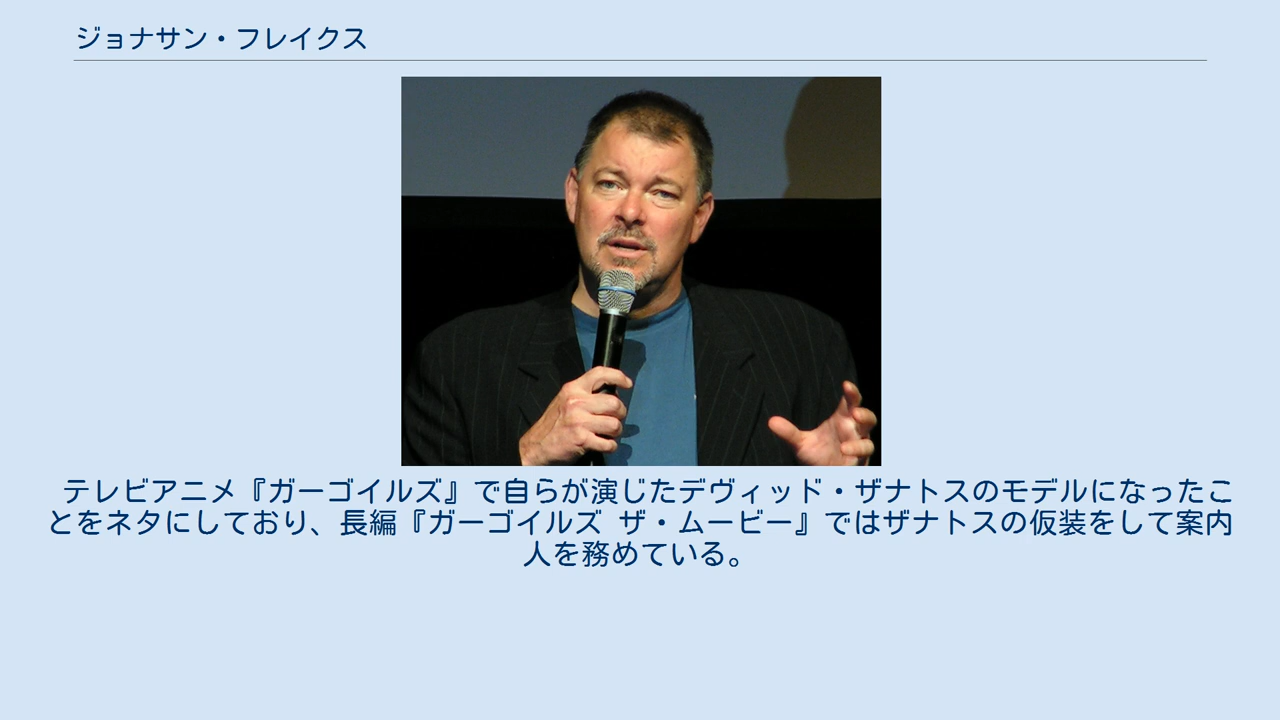 ジョナサン・フレイクス
テレビアニメ『ガーゴイルズ』で自らが演じたデヴィッド・ザナトスのモデルになったこ
とをネタにしており、長編『ガーゴイルズ ザ・ムービー』ではザナトスの仮装をして案内
人を務めている。